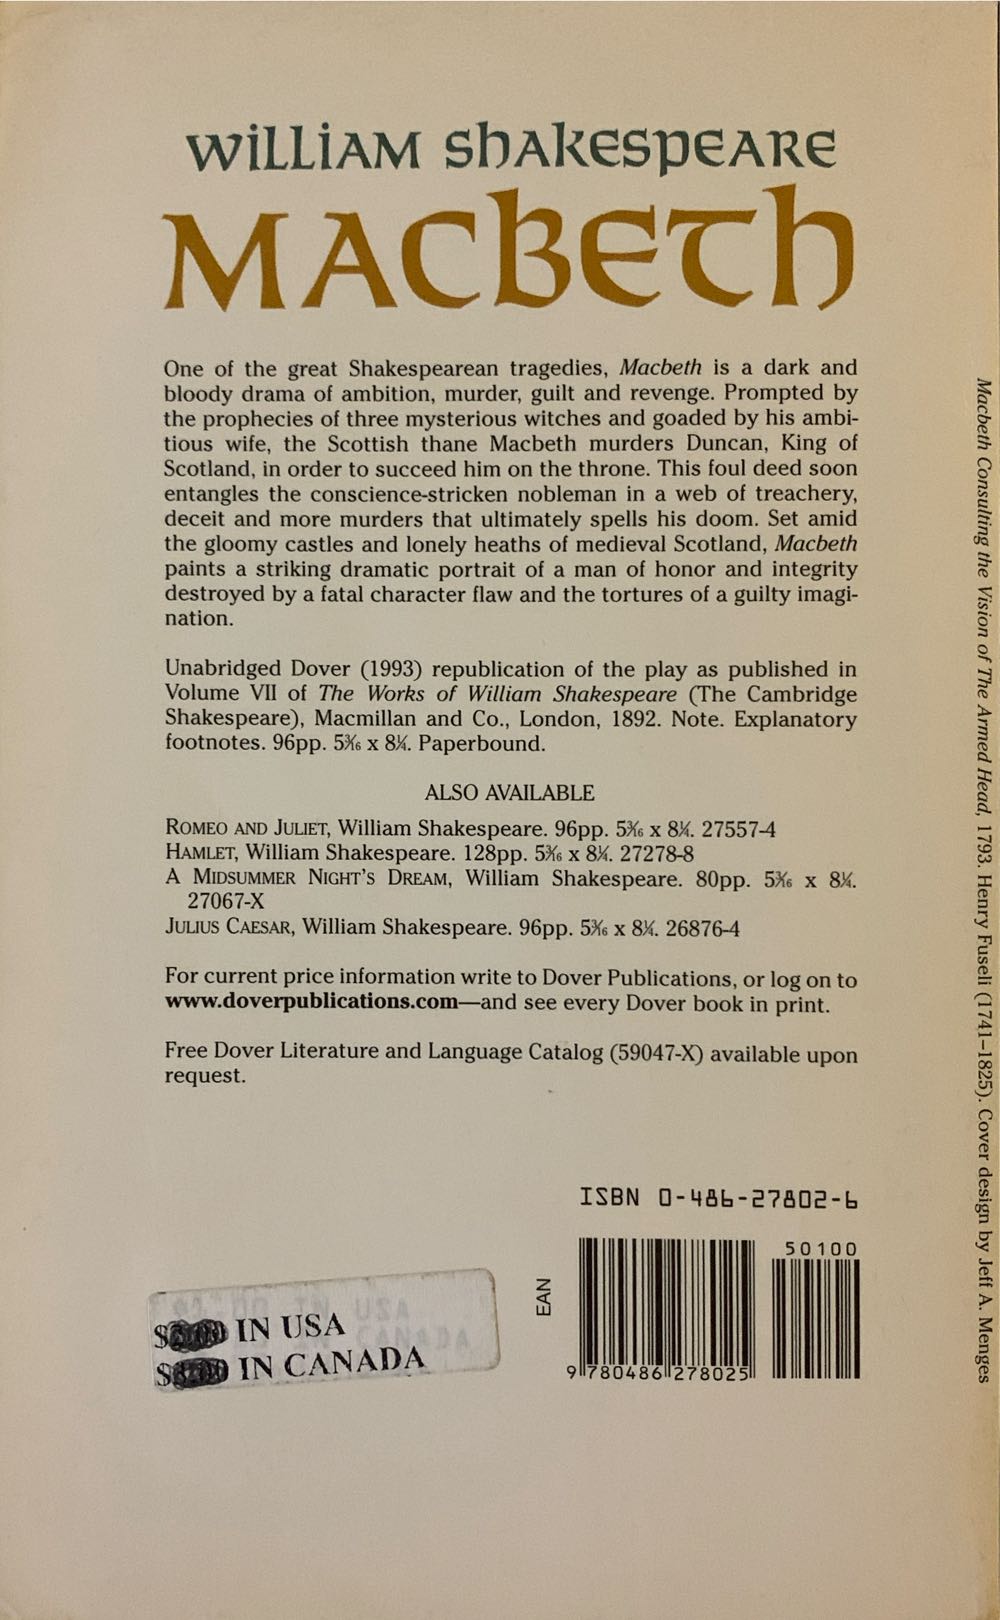 William Shakespeare
Macbeth
One of the great Shakespearean tragedies, Macbeth is a dark and
bloody drama of ambition, murder, guilt and revenge. Prompted by
the prophecies of three mysterious witches and goaded by his ambi-
tious wife, the Scottish thane Macbeth murders Duncan, King of
Scotland, in order to succeed him on the throne. This foul deed soon
entangles the conscience-stricken nobleman in a web of treachery,
deceit and more murders that ultimately spells his doom. Set amid
the gloomy castles and lonely heaths of medieval Scotland, Macbeth
paints a striking dramatic portrait of a man of honor and integrity
destroyed by a fatal character flaw and the tortures of a guilty imagi-
nation.
Unabridged Dover (1993) republication of the play as published in
Volume VII of The Works of William Shakespeare (The Cambridge
Shakespeare), Macmillan and Co., London, 1892. Note. Explanatory
footnotes. 96pp. 5³⁄₁₆ x 8¼. Paperbound.
ALSO AVAILABLE
ROMEO AND JULIET, William Shakespeare. 96pp. 5³⁄₁₆ x 8¼. 27557-4
HAMLET, William Shakespeare. 128pp. 5³⁄₁₆ x 8¼. 27278-8
A MIDSUMMER NIGHT'S DREAM, William Shakespeare. 80pp. 5³⁄₁₆ x 8¼.
27067-X
JULIUS CAESAR, William Shakespeare. 96pp. 5³⁄₁₆ x 8¼. 26876-4
For current price information write to Dover Publications, or log on to
www.doverpublications.com—and see every Dover book in print.
Free Dover Literature and Language Catalog (59047-X) available upon
request.
ISBN 0-486-27802-6
50100
EAN
9 780486 278025
IN USA
IN CANADA
Macbeth Consulting the Vision of The Armed Head, 1793. Henry Fuseli (1741–1825). Cover design by Jeff A. Menges